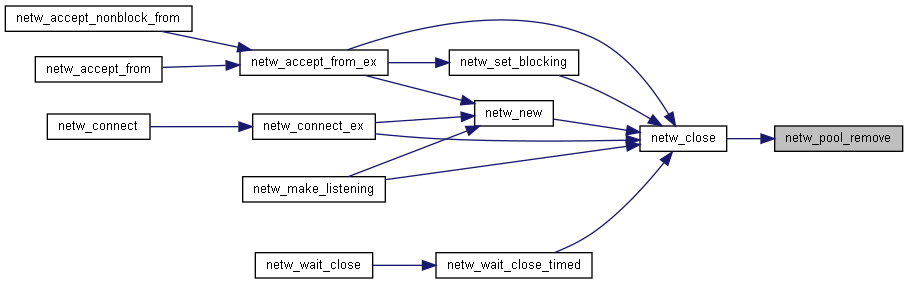 netw_accept_nonblock_from
netw_accept_from
netw_accept_from_ex
netw_set_blocking
netw_new
netw_connect
netw_connect_ex
netw_close
netw_pool_remove
netw_make_listening
netw_wait_close
netw_wait_close_timed